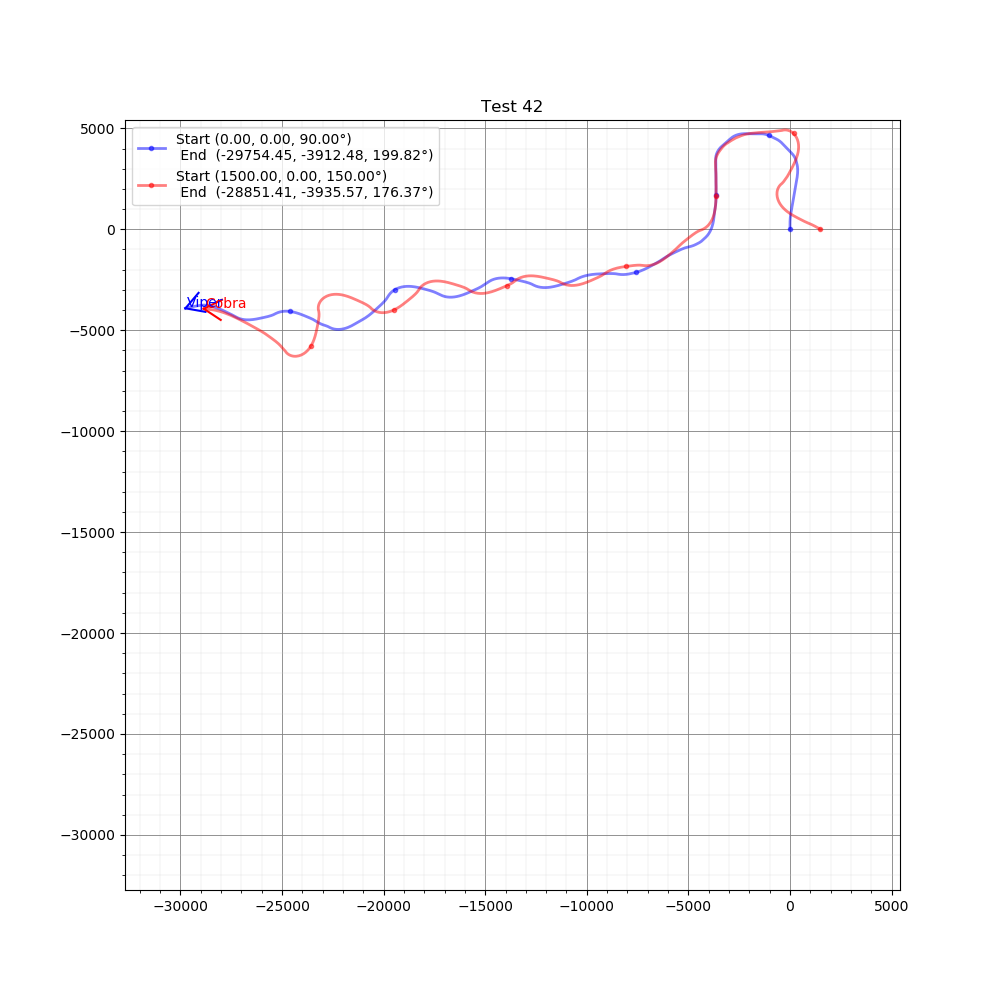 Test 42
Start (0.00, 0.00, 90.00°)
End (-29754.45, -3912.48, 199.82°)
Start (1500.00, 0.00, 150.00°)
End (-28851.41, -3935.57, 176.37°)
5000
0
−5000
−10000
−15000
−20000
−25000
−30000
Viper
Cobra
−30000 −25000 −20000 −15000 −10000 −5000 0 5000